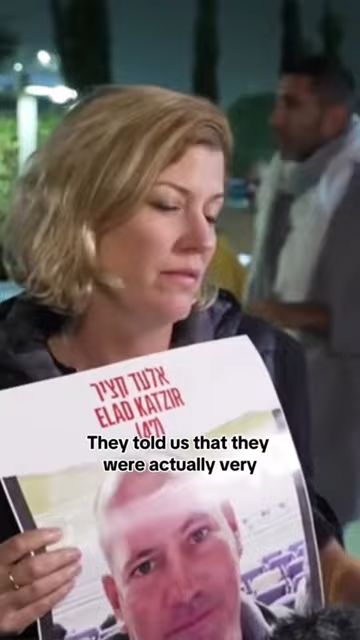 אלעד קציר
ELAD KATZIR
They told us that they
were actually very